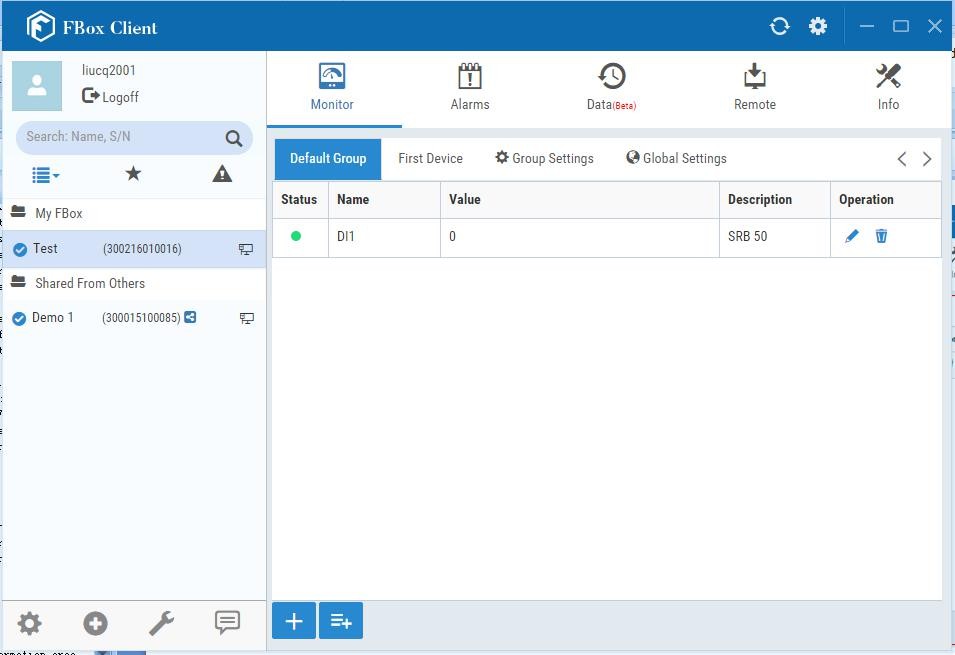 FBox Client
liucq2001
Logoff
Search: Name, S/N
My FBox
Test (300216010016)
Shared From Others
Demo 1 (300015100085)
Monitor Alarms Data(Beta) Remote Info
Default Group First Device Group Settings Global Settings
Status Name Value Description Operation
DI1 0 SRB 50